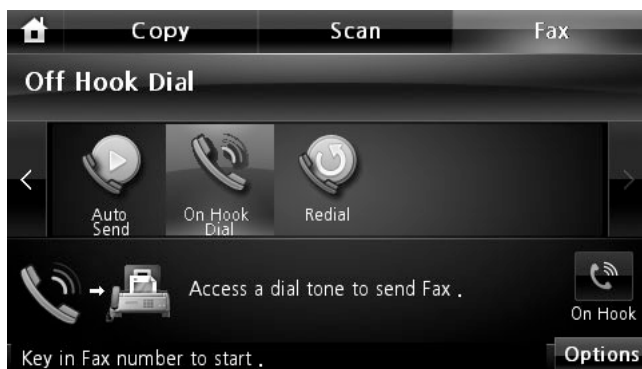 Copy
Scan
Fax
Off Hook Dial
Auto
Send
On Hook
Dial
Redial
Access a dial tone to send Fax .
On Hook
Key in Fax number to start .
Options